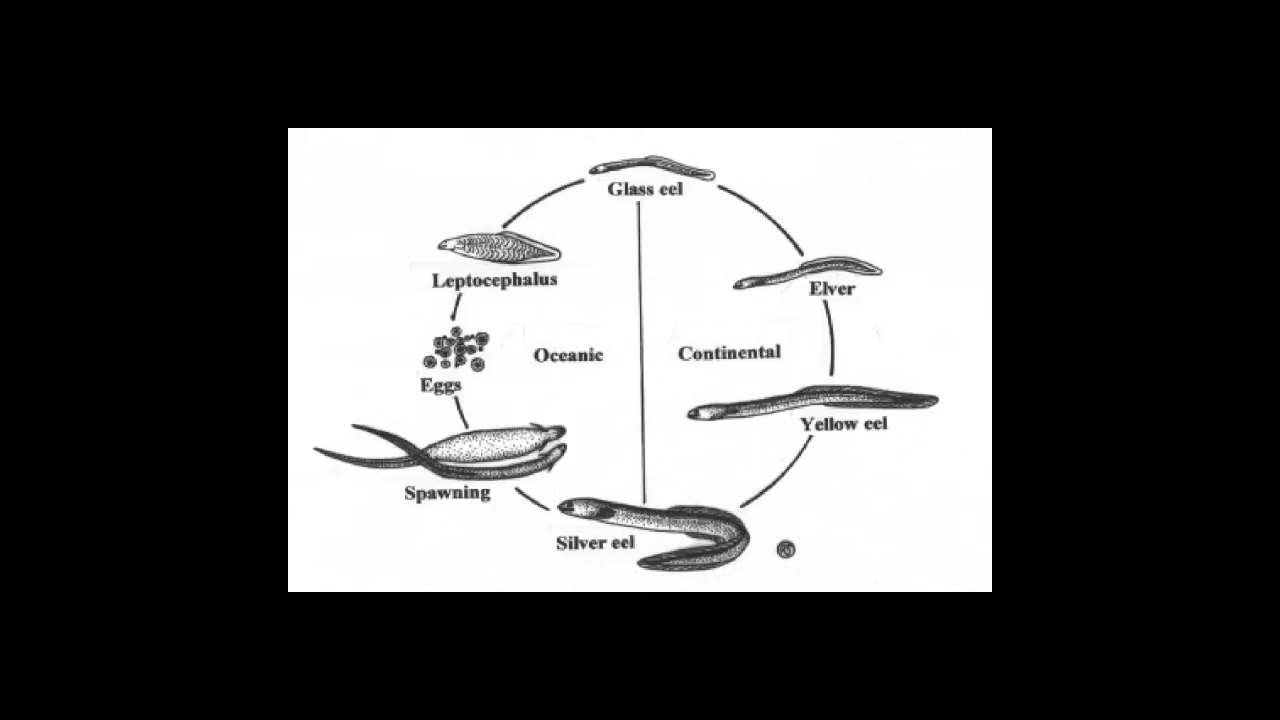 Glass eel
Leptocephalus
Elver
Oceanic
Continental
Eggs
Yellow eel
Spawning
Silver eel